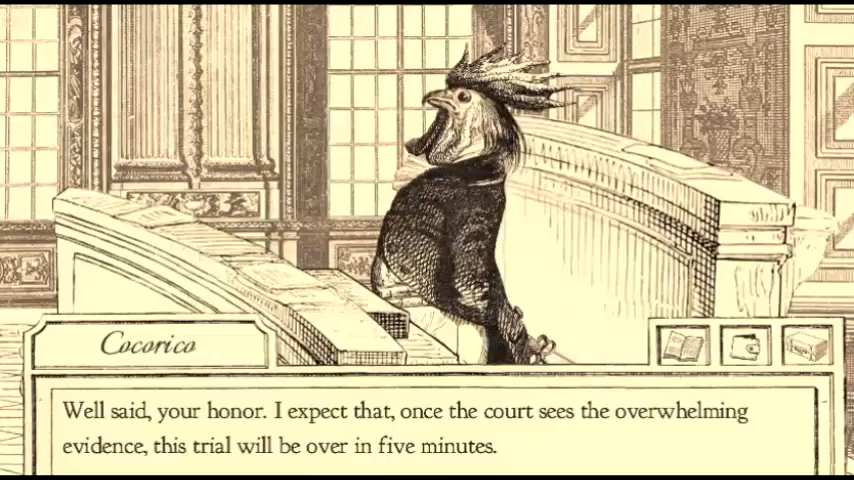 Cocorico
Well said, your honor. I expect that, once the court sees the overwhelming
evidence, this trial will be over in five minutes.